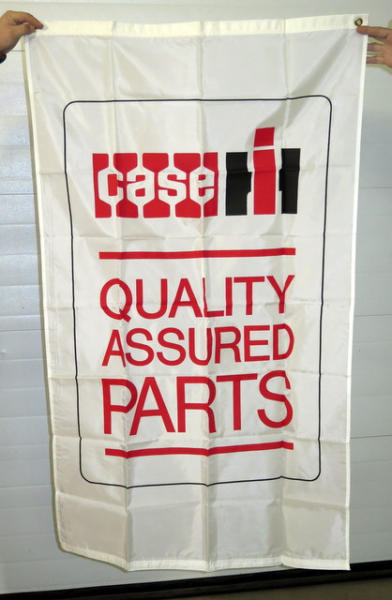 case IH
QUALITY
ASSURED
PARTS